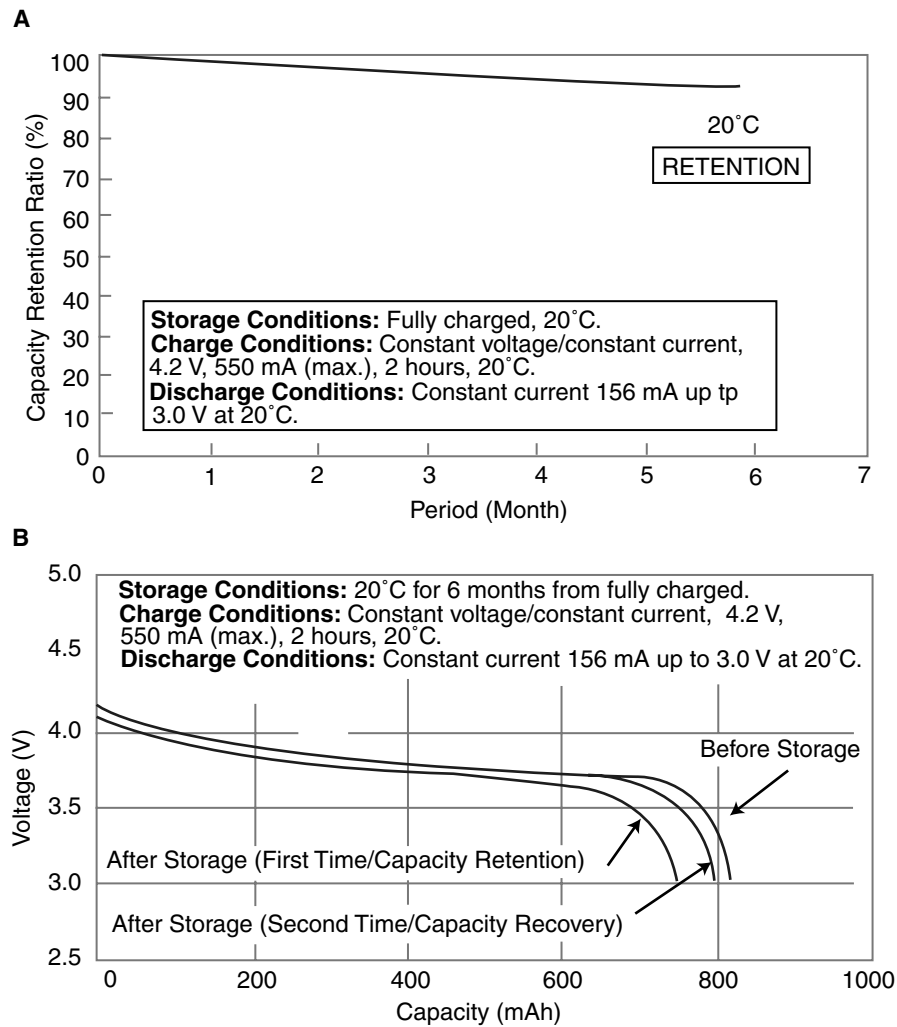 A
100
90
80
70
60
50
40
30
20
10
0
Capacity Retention Ratio (%)
20˚C
RETENTION
Storage Conditions: Fully charged, 20˚C.
Charge Conditions: Constant voltage/constant current,
4.2 V, 550 mA (max.), 2 hours, 20˚C.
Discharge Conditions: Constant current 156 mA up tp
3.0 V at 20˚C.
0 1 2 3 4 5 6 7
Period (Month)
B
5.0
4.5
4.0
3.5
3.0
2.5
Voltage (V)
Storage Conditions: 20˚C for 6 months from fully charged.
Charge Conditions: Constant voltage/constant current, 4.2 V,
550 mA (max.), 2 hours, 20˚C.
Discharge Conditions: Constant current 156 mA up to 3.0 V at 20˚C.
Before Storage
After Storage (First Time/Capacity Retention)
After Storage (Second Time/Capacity Recovery)
0 200 400 600 800 1000
Capacity (mAh)